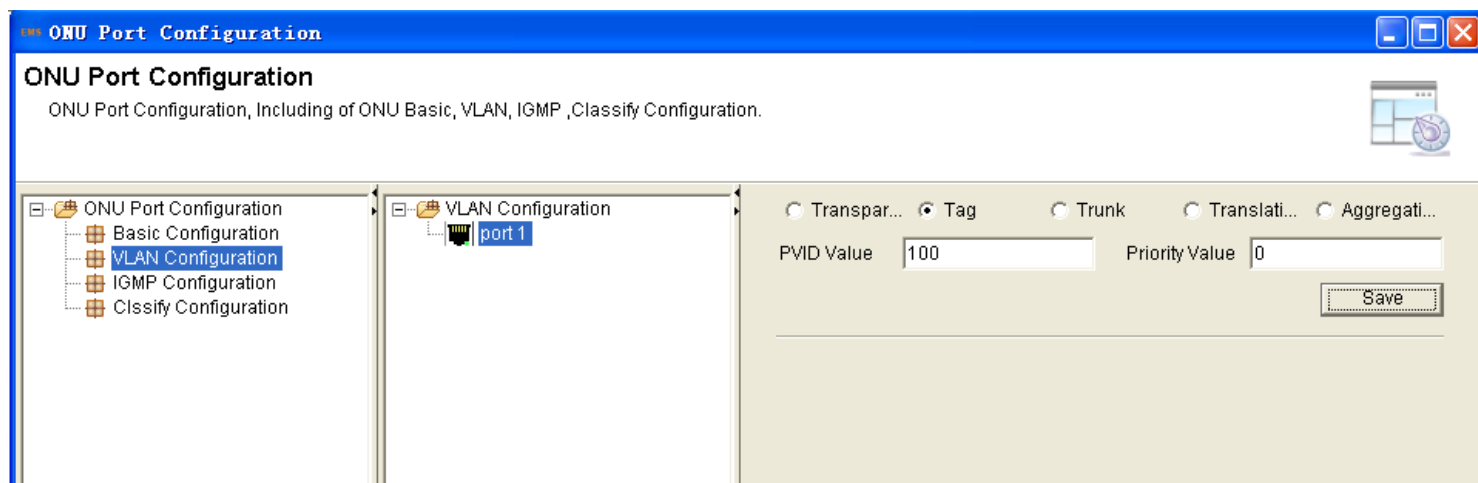 EMS ONU Port Configuration
ONU Port Configuration
ONU Port Configuration, Including of ONU Basic, VLAN, IGMP ,Classify Configuration.
ONU Port Configuration
Basic Configuration
VLAN Configuration
IGMP Configuration
Clssify Configuration
VLAN Configuration
port 1
Transpar... Tag Trunk Translati... Aggregati...
PVID Value 100 Priority Value 0
Save